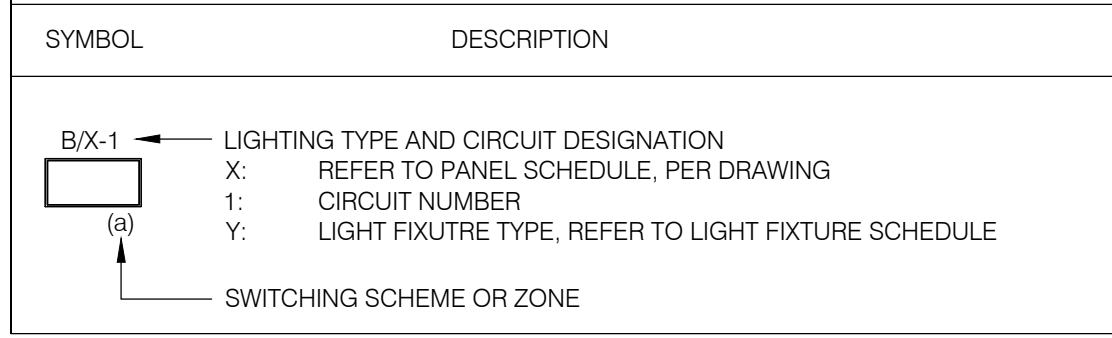 SYMBOL DESCRIPTION
B/X-1 LIGHTING TYPE AND CIRCUIT DESIGNATION
X: REFER TO PANEL SCHEDULE, PER DRAWING
1: CIRCUIT NUMBER
(a) Y: LIGHT FIXUTRE TYPE, REFER TO LIGHT FIXTURE SCHEDULE
SWITCHING SCHEME OR ZONE